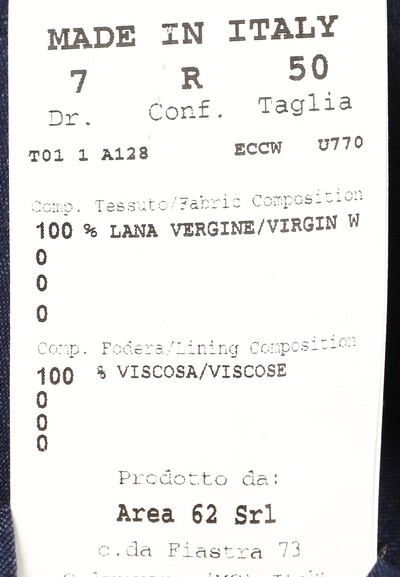 MADE IN ITALY
7 R 50
Dr. Conf. Taglia
T01 1 A128 ECCW U770
Comp. Tessuto/Fabric Composition
100 % LANA VERGINE/VIRGIN W
0
0
0
Comp. Fodera/Lining Composition
100 % VISCOSA/VISCOSE
0
0
0
Prodotto da:
Area 62 Srl
c.da Fiastra 73